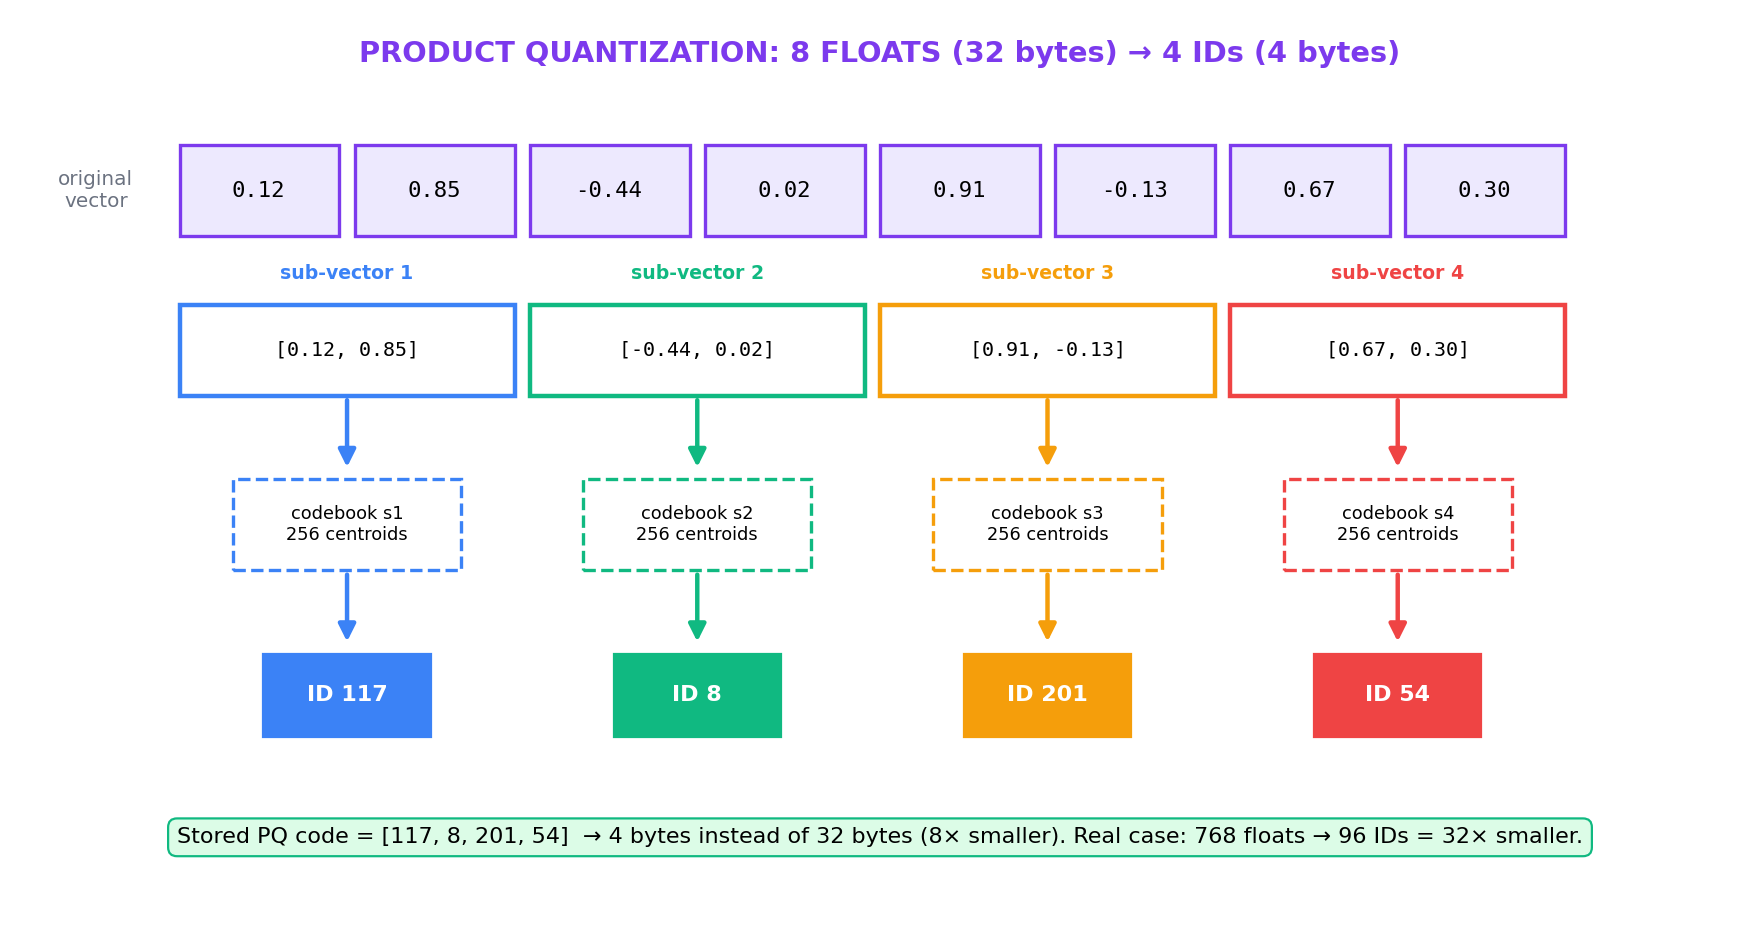 PRODUCT QUANTIZATION: 8 FLOATS (32 bytes) → 4 IDs (4 bytes)
original
vector
0.12
0.85
-0.44
0.02
0.91
-0.13
0.67
0.30
sub-vector 1
sub-vector 2
sub-vector 3
sub-vector 4
[0.12, 0.85]
[-0.44, 0.02]
[0.91, -0.13]
[0.67, 0.30]
codebook s1
256 centroids
codebook s2
256 centroids
codebook s3
256 centroids
codebook s4
256 centroids
ID 117
ID 8
ID 201
ID 54
Stored PQ code = [117, 8, 201, 54]  → 4 bytes instead of 32 bytes (8× smaller). Real case: 768 floats → 96 IDs = 32× smaller.